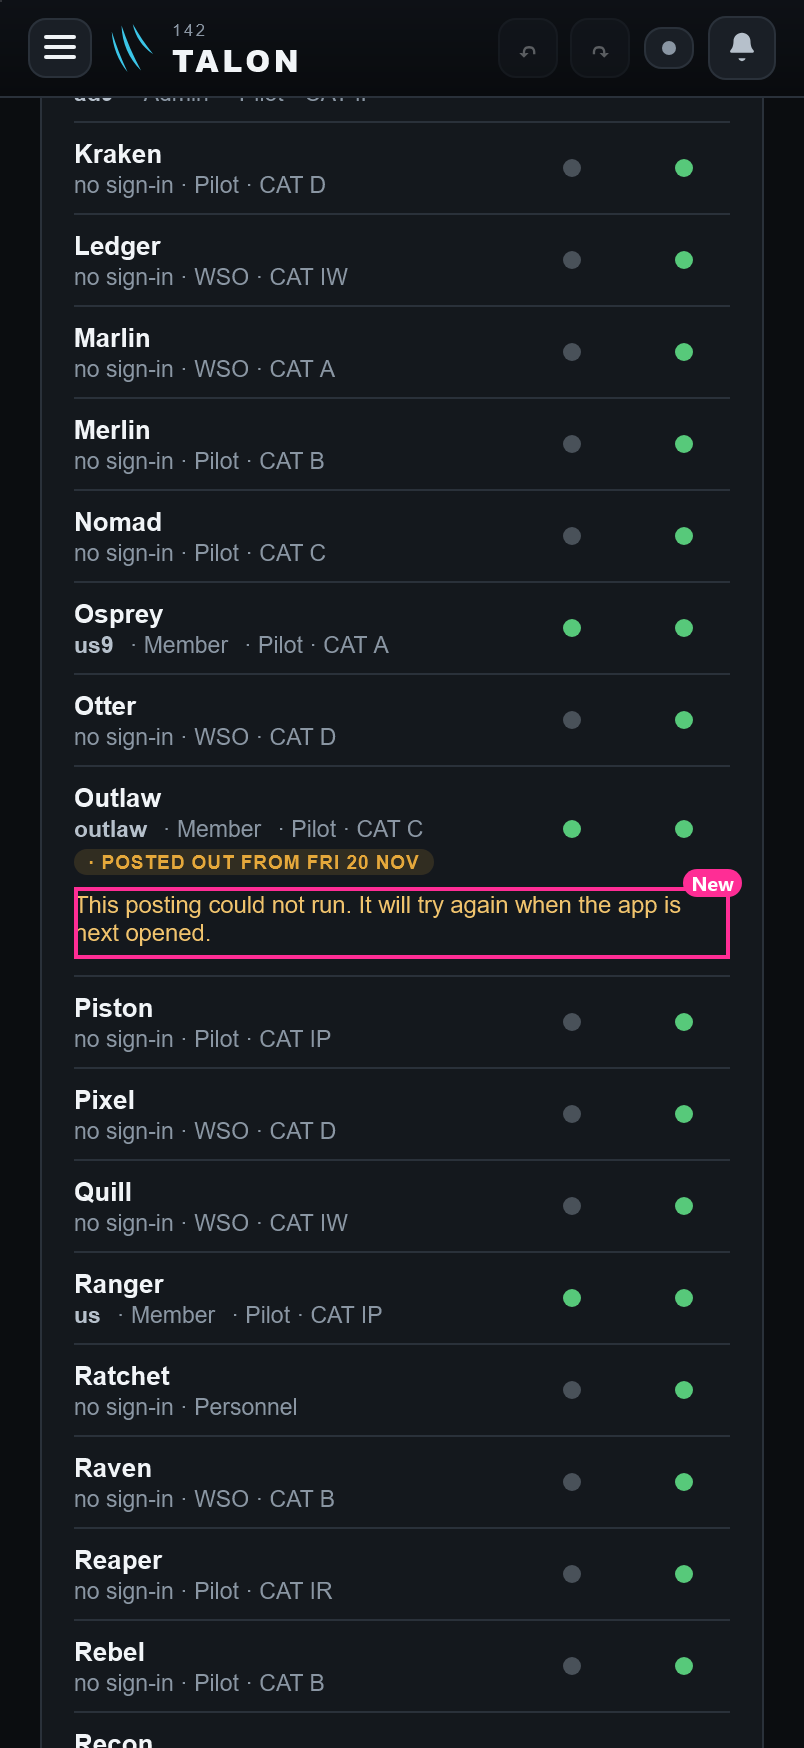 142
TALON
Kraken
no sign-in · Pilot · CAT D
Ledger
no sign-in · WSO · CAT IW
Marlin
no sign-in · WSO · CAT A
Merlin
no sign-in · Pilot · CAT B
Nomad
no sign-in · Pilot · CAT C
Osprey
us9 · Member · Pilot · CAT A
Otter
no sign-in · WSO · CAT D
Outlaw
outlaw · Member · Pilot · CAT C
· POSTED OUT FROM FRI 20 NOV
New
This posting could not run. It will try again when the app is
next opened.
Piston
no sign-in · Pilot · CAT IP
Pixel
no sign-in · WSO · CAT D
Quill
no sign-in · WSO · CAT IW
Ranger
us · Member · Pilot · CAT IP
Ratchet
no sign-in · Personnel
Raven
no sign-in · WSO · CAT B
Reaper
no sign-in · Pilot · CAT IR
Rebel
no sign-in · Pilot · CAT B
Recon